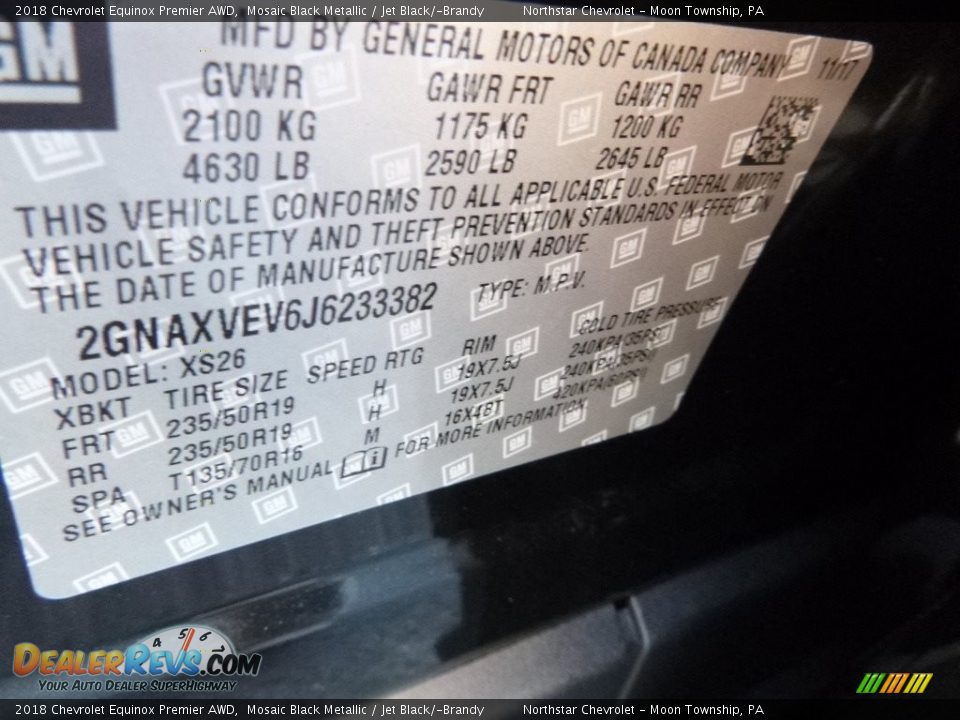 2018 Chevrolet Equinox Premier AWD, Mosaic Black Metallic / Jet Black/-Brandy Northstar Chevrolet - Moon Township, PA
GM
MFD BY GENERAL MOTORS OF CANADA COMPANY 11/17
GVWR GAWR FRT GAWR RR
2100 KG 1175 KG 1200 KG
4630 LB 2590 LB 2645 LB
THIS VEHICLE CONFORMS TO ALL APPLICABLE U.S. FEDERAL MOTOR
VEHICLE SAFETY AND THEFT PREVENTION STANDARDS IN EFFECT ON
THE DATE OF MANUFACTURE SHOWN ABOVE.
2GNAXVEV6J6233382 TYPE: M.P.V.
MODEL: XS26
XBKT TIRE SIZE SPEED RTG RIM COLD TIRE PRESSURE
FRT 235/50R19 H 19X7.5J 240KPA/35PSI
RR 235/50R19 H 19X7.5J 240KPA/35PSI
SPA T135/70R16 M 16X4BT 420KPA/60PSI
SEE OWNER'S MANUAL i FOR MORE INFORMATION
4 5 6
DEALERREVS.COM
YOUR AUTO DEALER SUPERHIGHWAY
2018 Chevrolet Equinox Premier AWD, Mosaic Black Metallic / Jet Black/-Brandy Northstar Chevrolet - Moon Township, PA